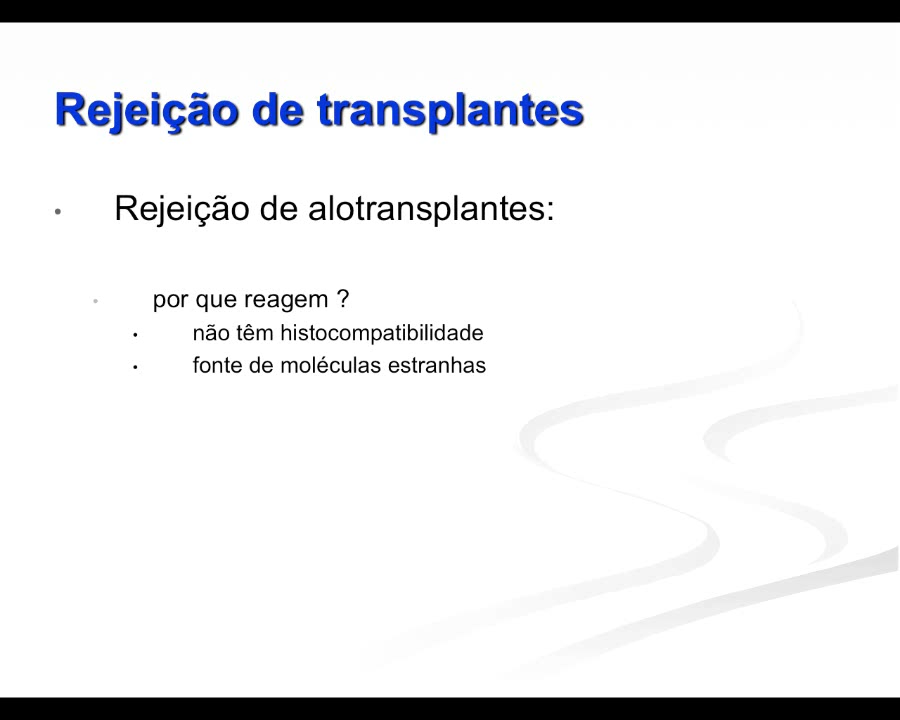 Rejeição de transplantes
• Rejeição de alotransplantes:
• por que reagem ?
• não têm histocompatibilidade
• fonte de moléculas estranhas